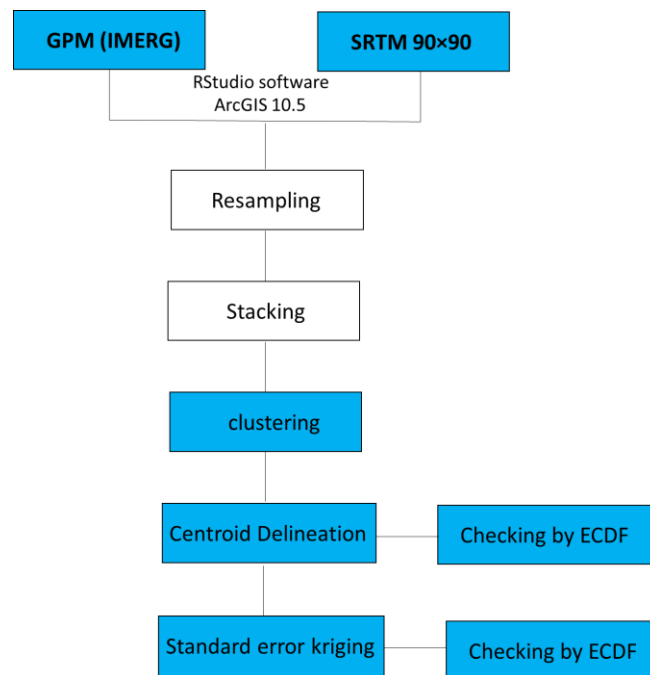 GPM (IMERG)
SRTM 90×90
RStudio software
ArcGIS 10.5
Resampling
Stacking
clustering
Centroid Delineation
Checking by ECDF
Standard error kriging
Checking by ECDF